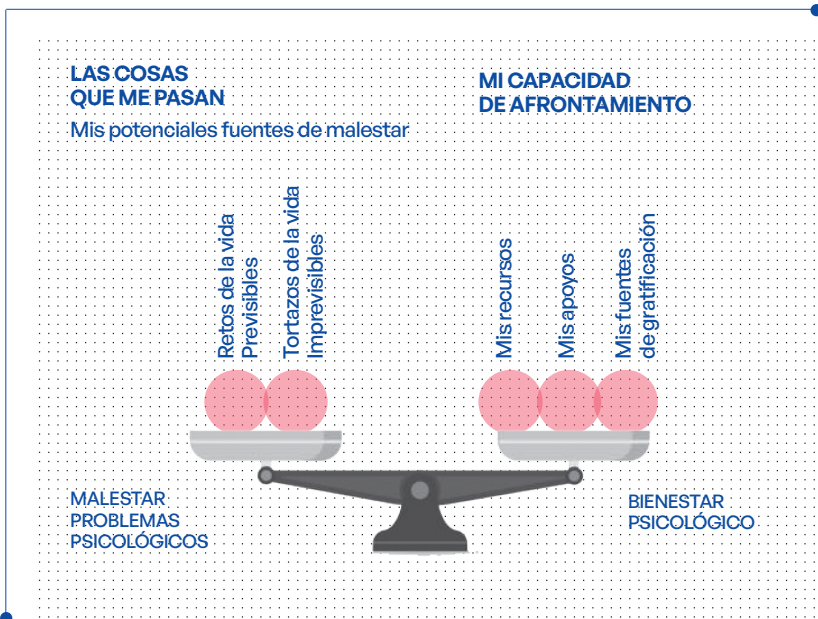 LAS COSAS
QUE ME PASAN
Mis potenciales fuentes de malestar
MI CAPACIDAD
DE AFRONTAMIENTO
Retos de la vida
Previsibles
Tortazos de la vida
Imprevisibles
Mis recursos
Mis apoyos
Mis fuentes
de gratificación
MALESTAR
PROBLEMAS
PSICOLÓGICOS
BIENESTAR
PSICOLÓGICO